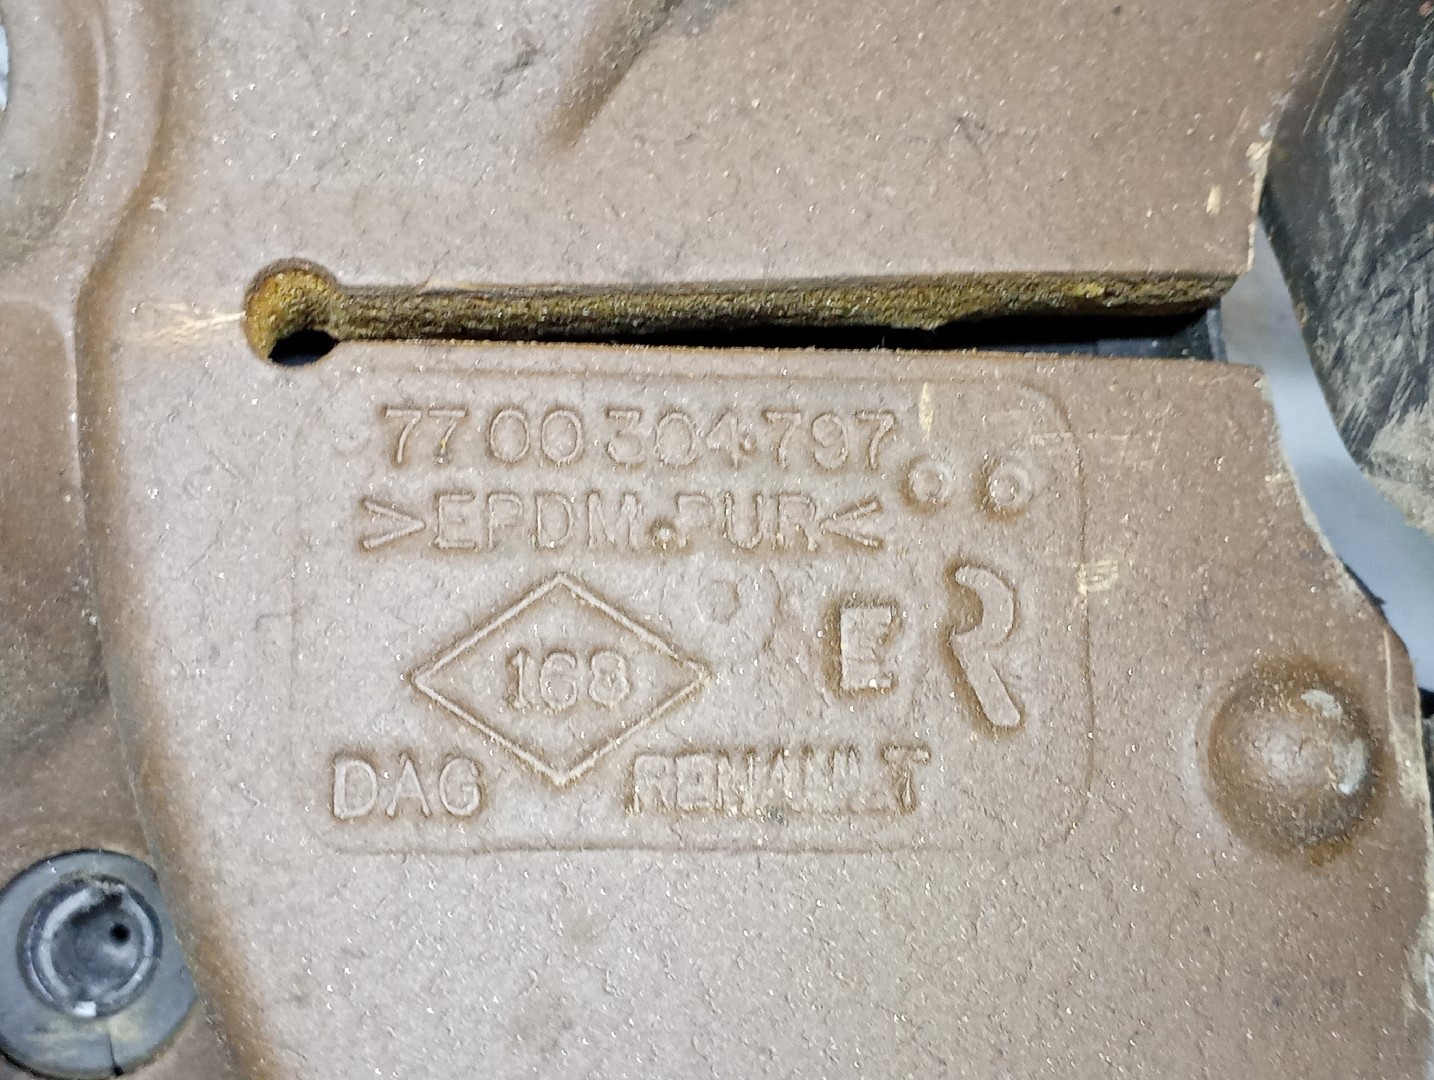 7700304797
>EPDM.PUR<
168
E R
DAG RENAULT